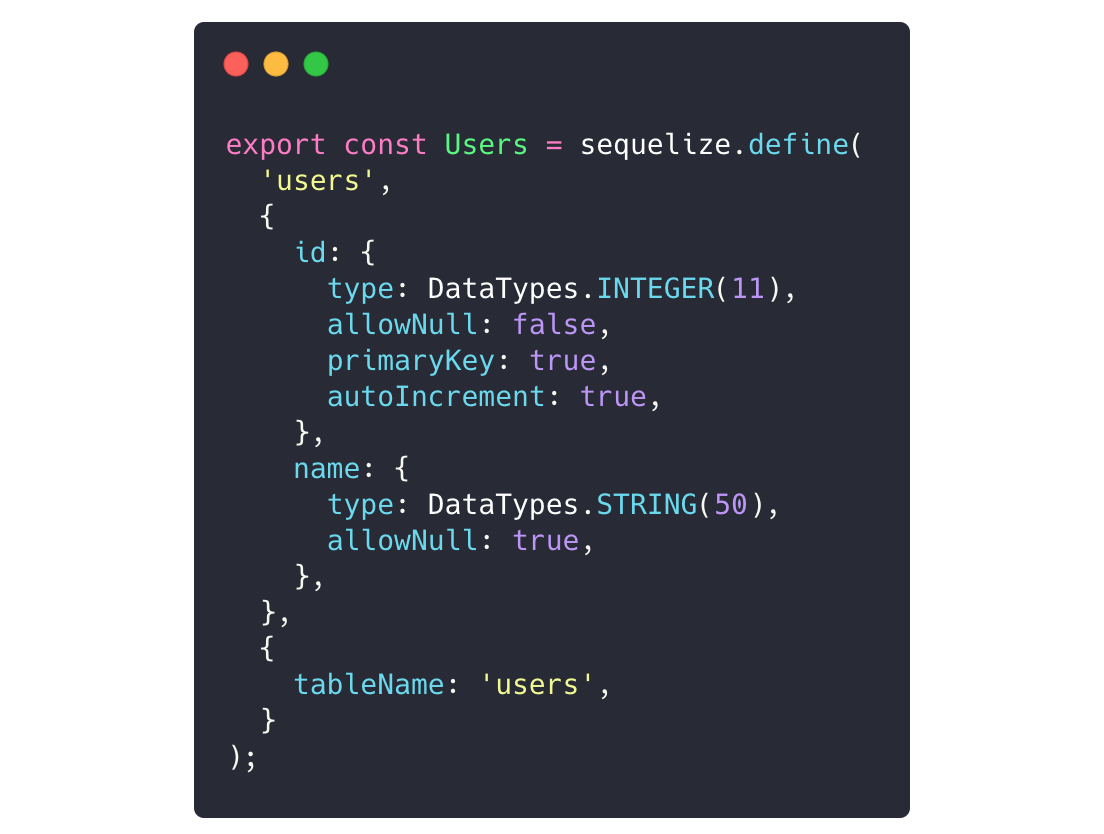 export const Users = sequelize.define(
  'users',
  {
    id: {
      type: DataTypes.INTEGER(11),
      allowNull: false,
      primaryKey: true,
      autoIncrement: true,
    },
    name: {
      type: DataTypes.STRING(50),
      allowNull: true,
    },
  },
  {
    tableName: 'users',
  }
);